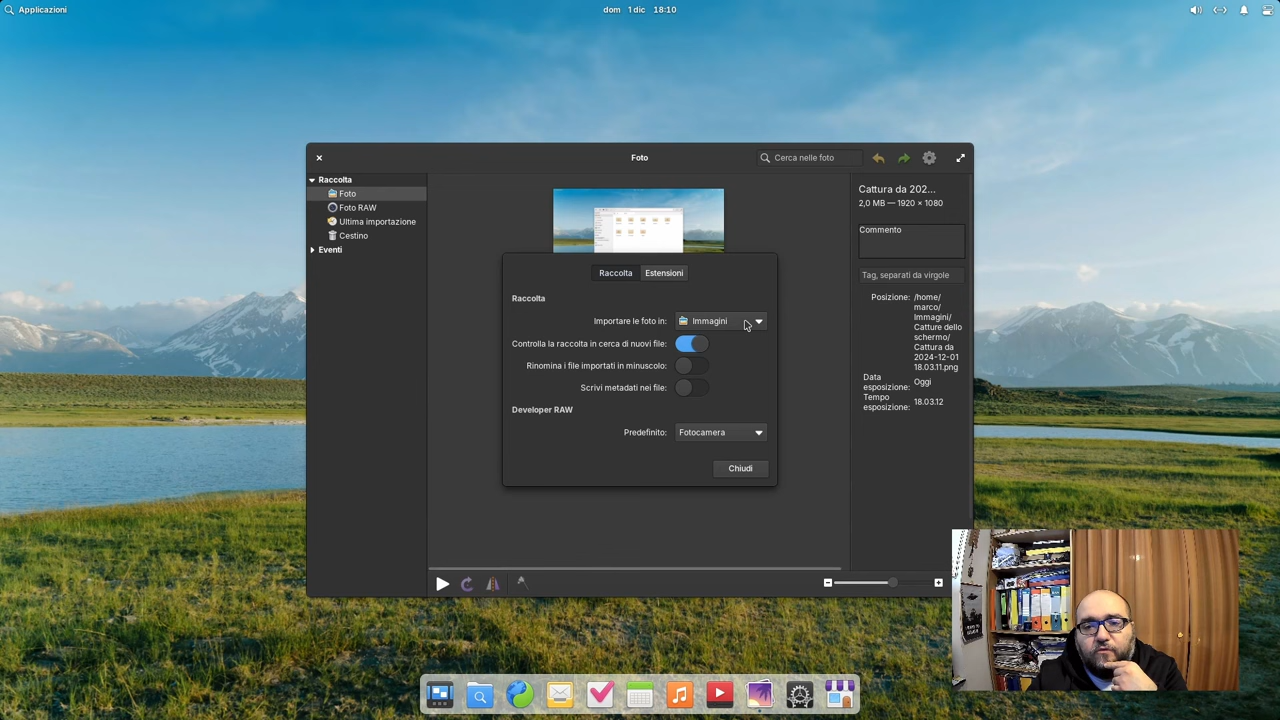 Applicazioni
dom 1 dic 18:10
Foto
Cerca nelle foto
Raccolta
Foto
Foto RAW
Ultima importazione
Cestino
Eventi
Raccolta
Estensioni
Raccolta
Importare le foto in:
Immagini
Controlla la raccolta in cerca di nuovi file:
Rinomina i file importati in minuscolo:
Scrivi metadati nei file:
Developer RAW
Predefinito:
Fotocamera
Chiudi
Cattura da 202...
2,0 MB — 1920 × 1080
Commento
Tag, separati da virgole
Posizione:
/home/
marco/
Immagini/
Catture dello
schermo/
Cattura da
2024-12-01
18.03.11.png
Data
esposizione:
Oggi
Tempo
esposizione:
18.03.12